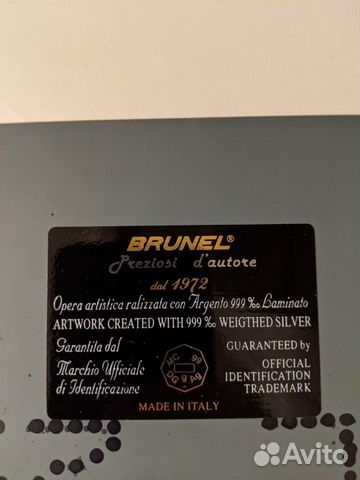 BRUNEL®
Preziosi d'autore
dal 1972
Opera artistica ralizzata con Argento 999 ‰ Laminato
ARTWORK CREATED WITH 999 ‰ WEIGTHED SILVER
Garantita dal
Marchio Ufficiale
di Identificazione
GUARANTEED by
OFFICIAL
IDENTIFICATION
TRADEMARK
MADE IN ITALY
Avito